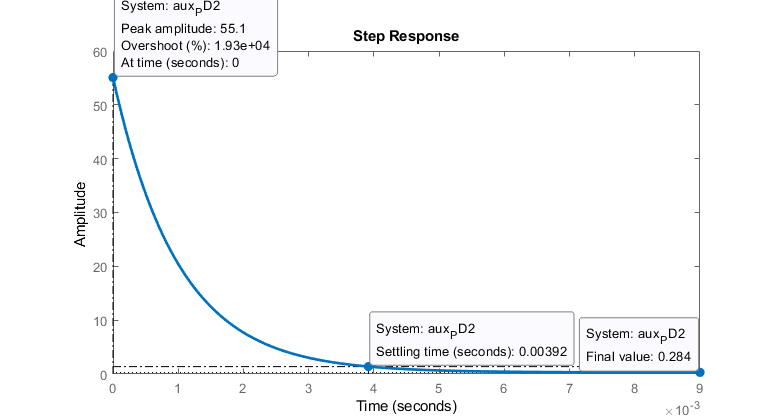 System: aux_PD2
Peak amplitude: 55.1
Overshoot (%): 1.93e+04
At time (seconds): 0
Step Response
60
50
40
30
20
10
0
Amplitude
System: aux_PD2
Settling time (seconds): 0.00392
System: aux_PD2
Final value: 0.284
0 1 2 3 4 5 6 7 8 9
Time (seconds)
×10^-3